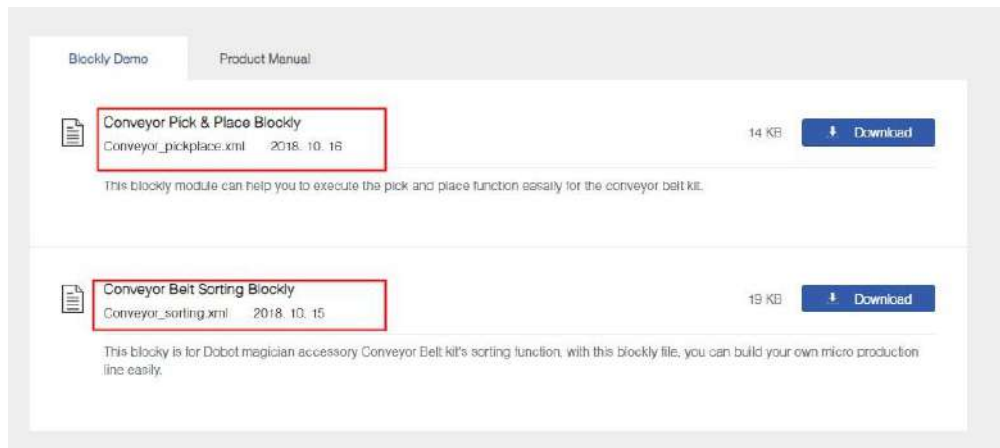 Blockly Demo
Product Manual
Conveyor Pick & Place Blockly
Conveyor_pickplace.xml 2018. 10. 16
14 KB
Download
This blockly module can help you to execute the pick and place function easaily for the conveyor belt kit.
Conveyor Belt Sorting Blockly
Conveyor_sorting.xml 2018. 10. 15
19 KB
Download
This blocky is for Dobot magician accessory Conveyor Belt kit's sorting function, with this blockly file, you can build your own micro production
line easily.